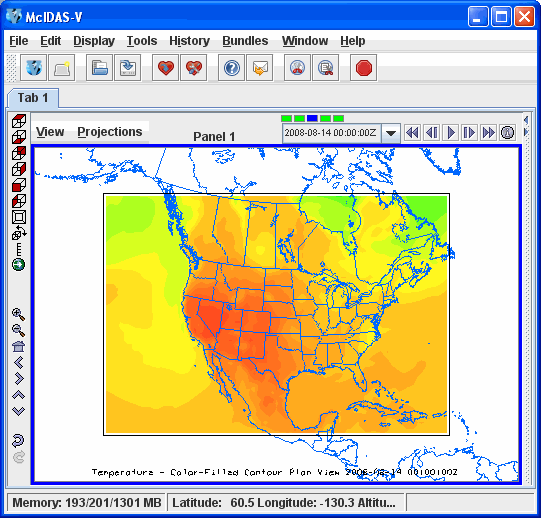 McIDAS-V
File Edit Display Tools History Bundles Window Help
Tab 1
View Projections Panel 1 2008-08-14 00:00:00Z
Temperature - Color-Filled Contour Plan View 2008-08-14 00:00:00Z
Memory: 193/201/1301 MB Latitude: 60.5 Longitude: -130.3 Altitu...